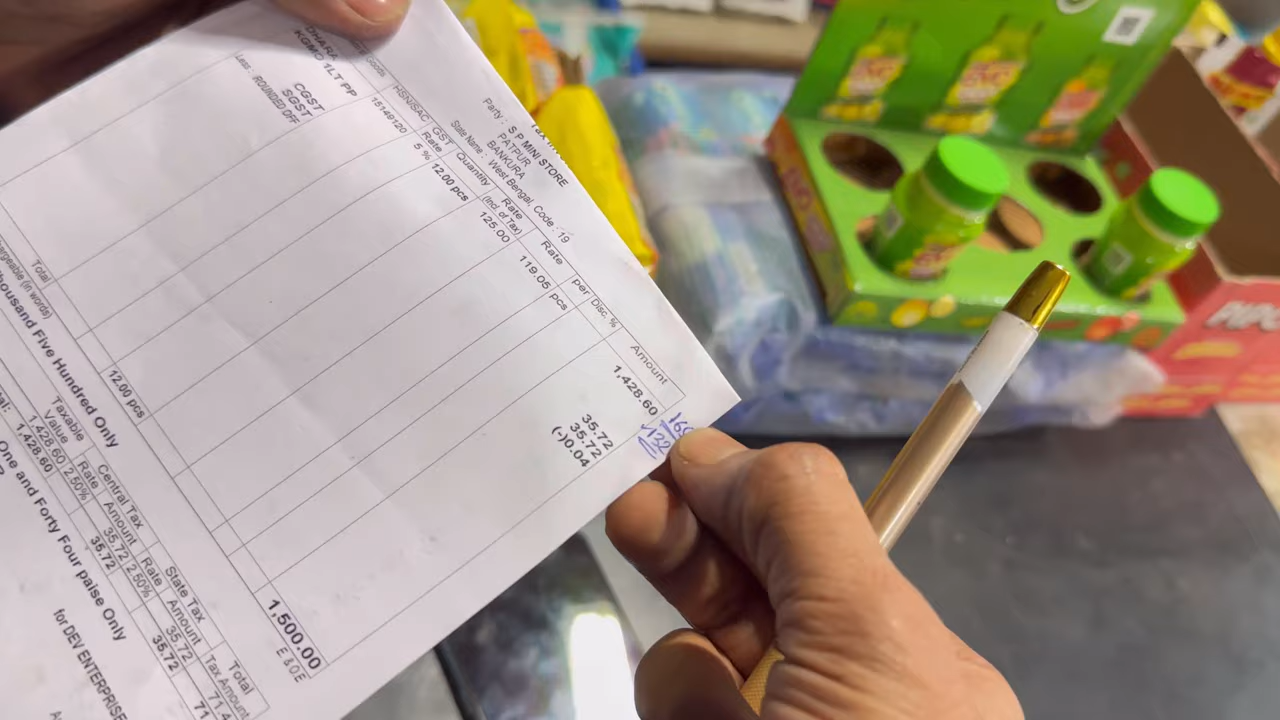 Party : S P MINI STORE
PATPUR
BANKURA
State Name : West Bengal, Code : 19
Goods HSN/SAC GST Rate Quantity Rate (Incl. of Tax) Rate per Disc. % Amount
KGMO 1LT PP 15149120 5 % 12.00 pcs 125.00 119.05 pcs 1,428.60
CGST 35.72
SGST 35.72
Less : ROUNDED OFF (-)0.04
132
Total 12.00 pcs 1,500.00
Chargeable (in words) E & O E
Thousand Five Hundred Only
Taxable Value Central Tax Rate Amount State Tax Rate Amount Total Tax Amount
1,428.60 2.50% 35.72 2.50% 35.72
1,428.60 35.72 35.72
One and Forty Four paise Only
for DEV ENTERPRISE